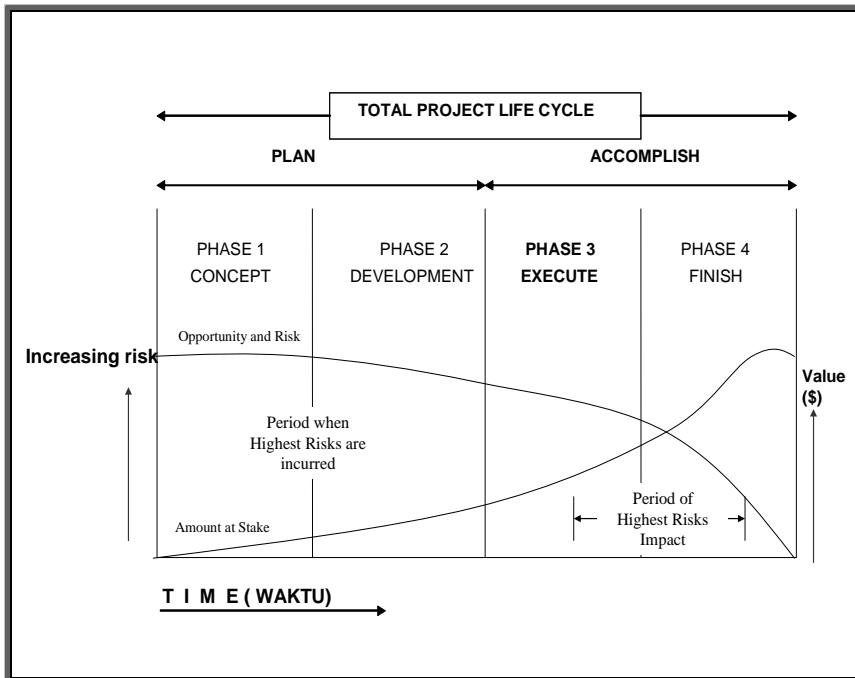 TOTAL PROJECT LIFE CYCLE
PLAN
ACCOMPLISH
PHASE 1
CONCEPT
PHASE 2
DEVELOPMENT
PHASE 3
EXECUTE
PHASE 4
FINISH
Opportunity and Risk
Increasing risk
Value
($)
Period when
Highest Risks are
incurred
Amount at Stake
Period of
Highest Risks
Impact
T I M E ( WAKTU)